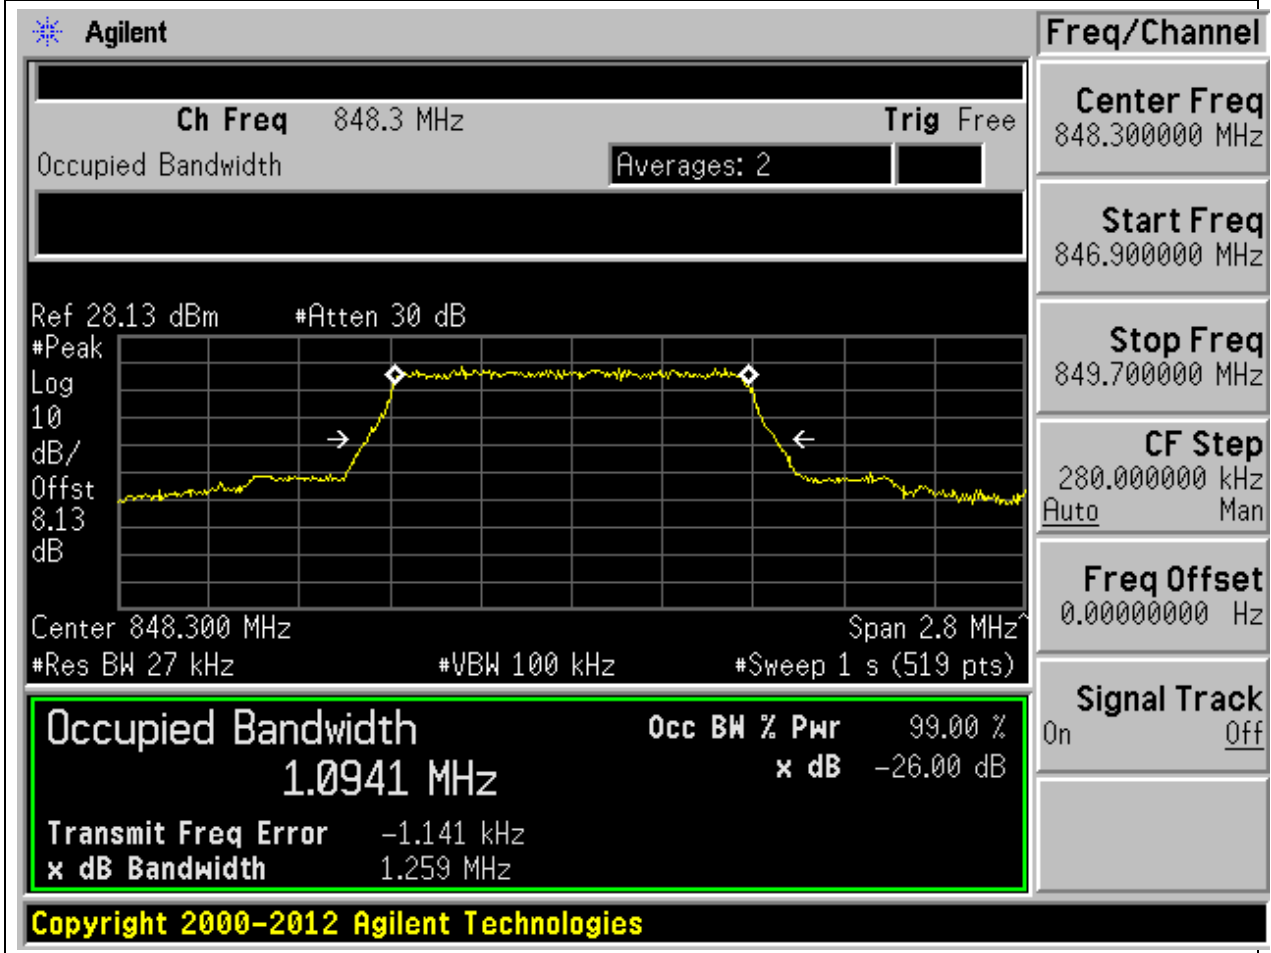 Agilent
Freq/Channel
Ch Freq 848.3 MHz Trig Free
Occupied Bandwidth Averages: 2
Center Freq
848.300000 MHz
Start Freq
846.900000 MHz
Stop Freq
849.700000 MHz
CF Step
280.000000 kHz
Auto Man
Freq Offset
0.00000000 Hz
Signal Track
On Off
Ref 28.13 dBm #Atten 30 dB
#Peak
Log
10
dB/
Offst
8.13
dB
Center 848.300 MHz Span 2.8 MHz^
#Res BW 27 kHz #VBW 100 kHz #Sweep 1 s (519 pts)
Occupied Bandwidth Occ BW % Pwr 99.00 %
1.0941 MHz x dB -26.00 dB
Transmit Freq Error -1.141 kHz
x dB Bandwidth 1.259 MHz
Copyright 2000-2012 Agilent Technologies